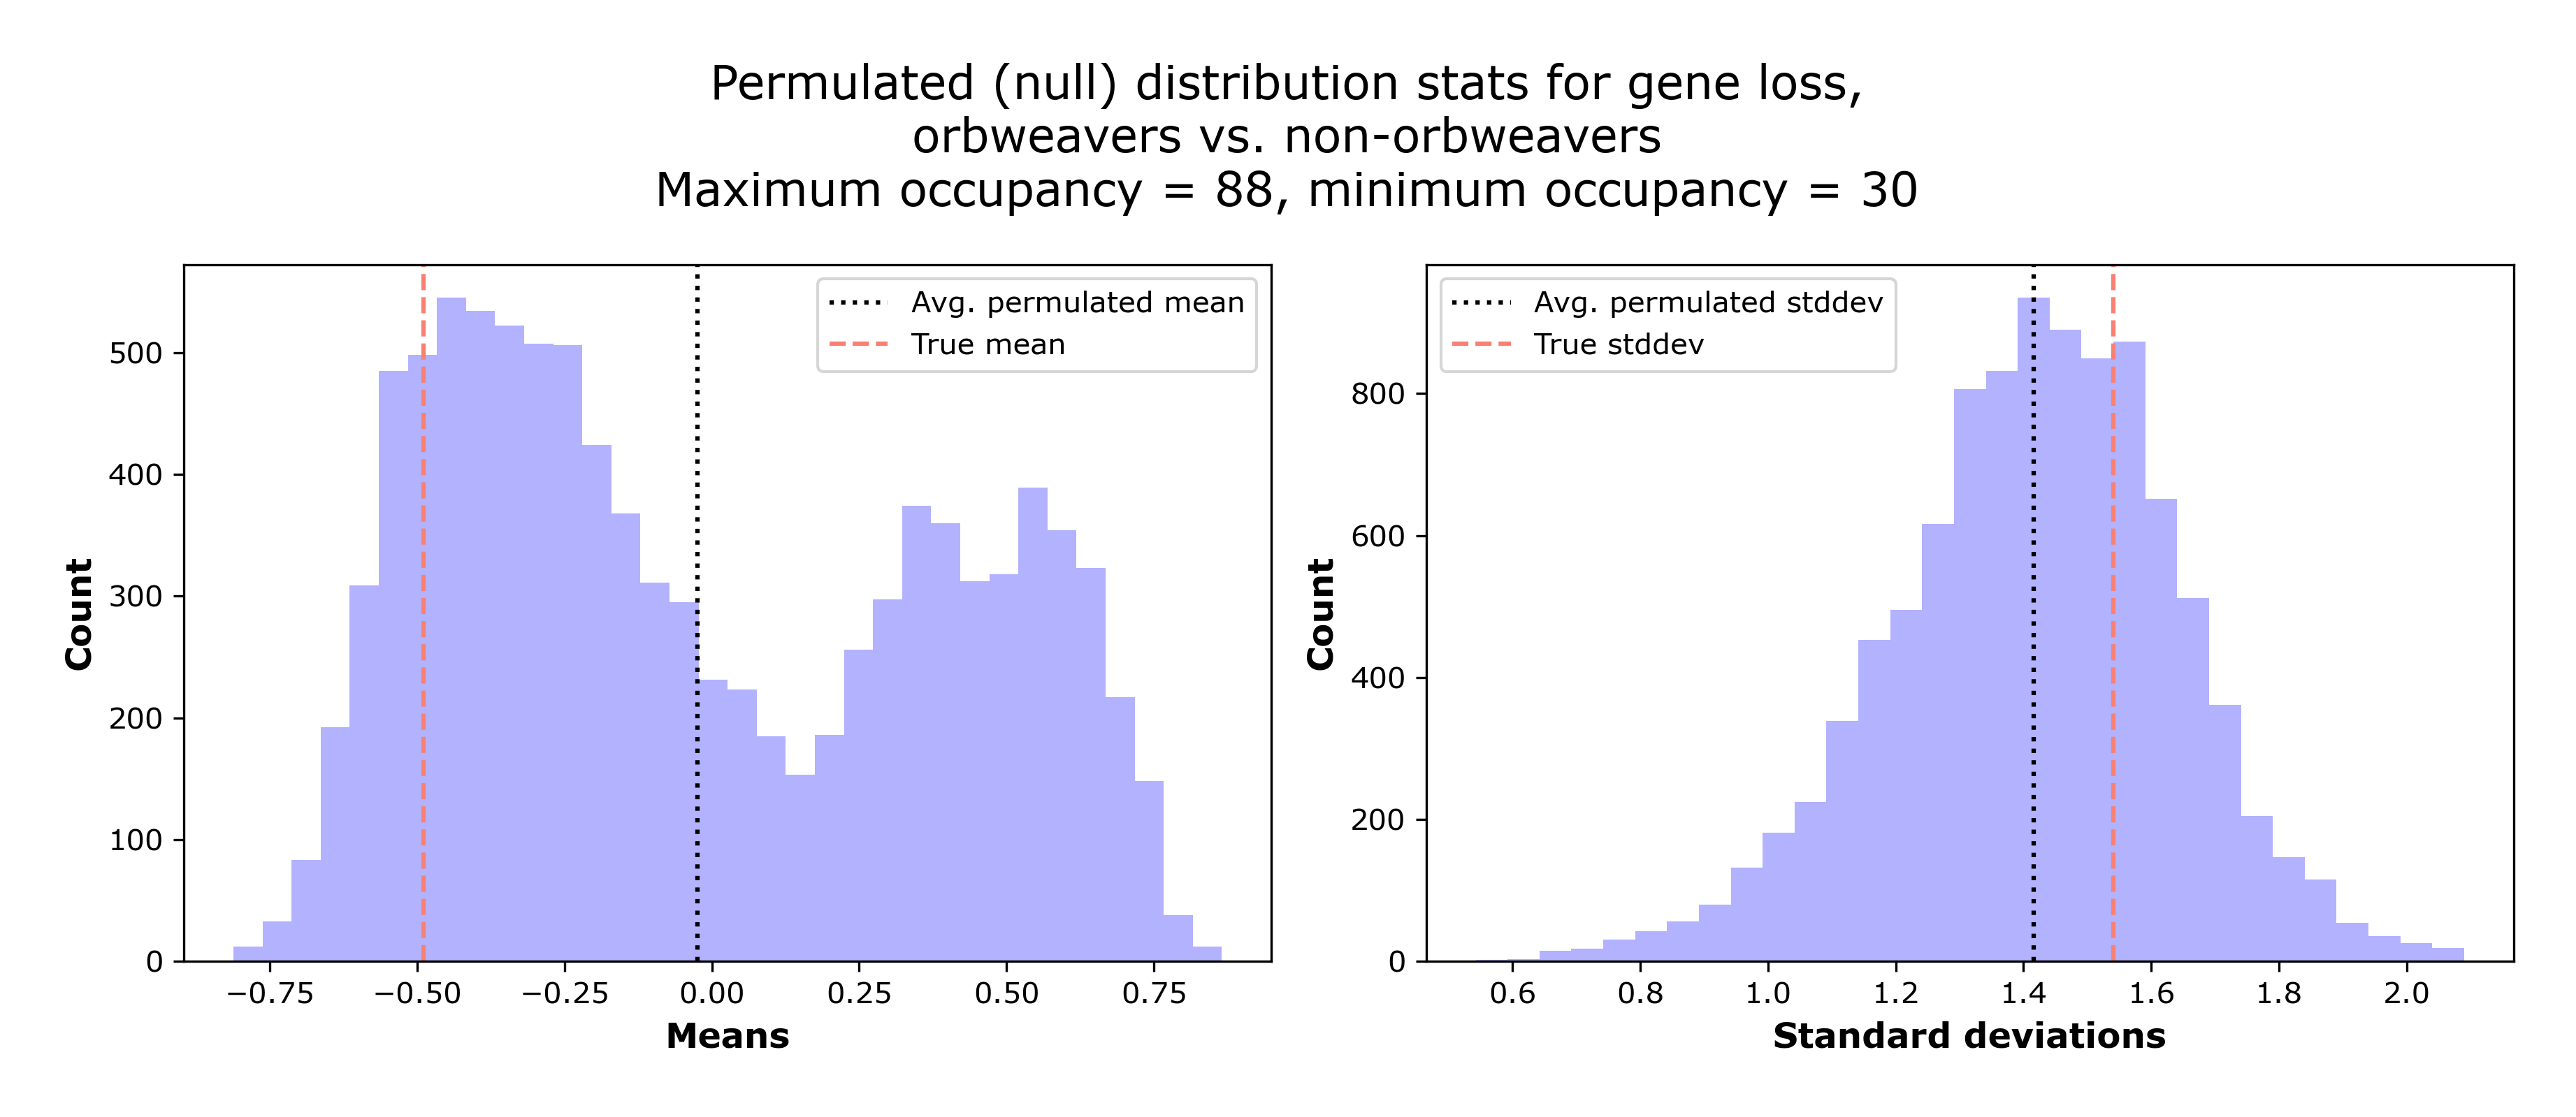 Permulated (null) distribution stats for gene loss,
orbweavers vs. non-orbweavers
Maximum occupancy = 88, minimum occupancy = 30
Avg. permulated mean
True mean
500
400
300
200
100
0
Count
−0.75 −0.50 −0.25 0.00 0.25 0.50 0.75
Means
Avg. permulated stddev
True stddev
800
600
400
200
0
Count
0.6 0.8 1.0 1.2 1.4 1.6 1.8 2.0
Standard deviations